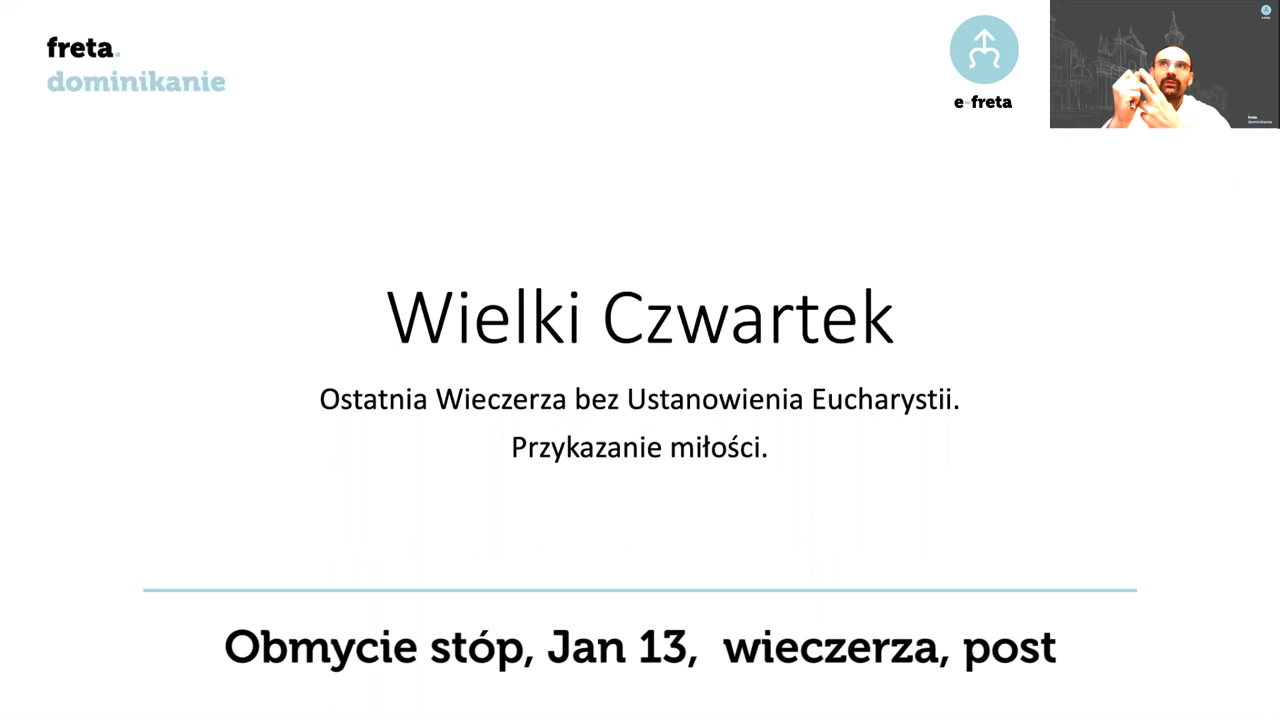 freta.
dominikanie
e-freta
Wielki Czwartek
Ostatnia Wieczerza bez Ustanowienia Eucharystii.
Przykazanie miłości.
Obmycie stóp, Jan 13, wieczerza, post